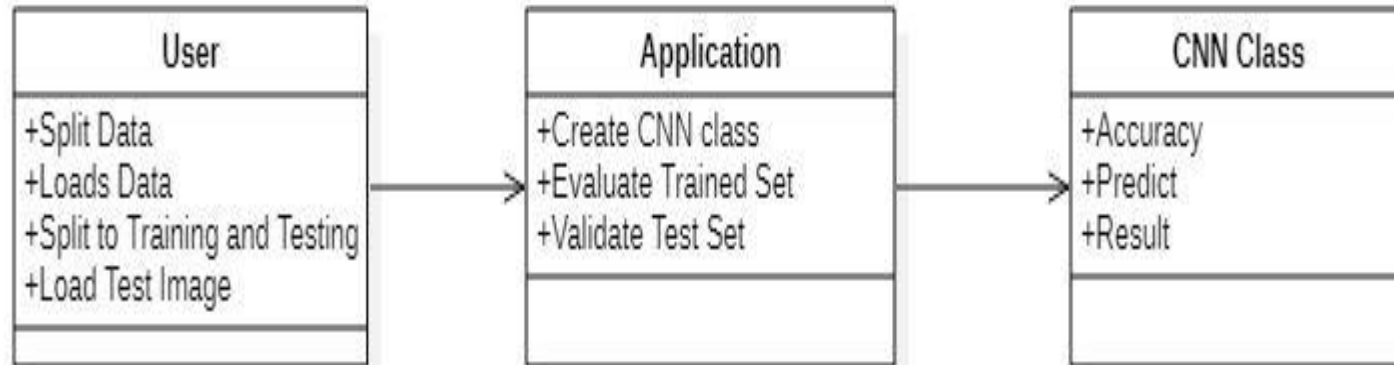 User
+Split Data
+Loads Data
+Split to Training and Testing
+Load Test Image
Application
+Create CNN class
+Evaluate Trained Set
+Validate Test Set
CNN Class
+Accuracy
+Predict
+Result